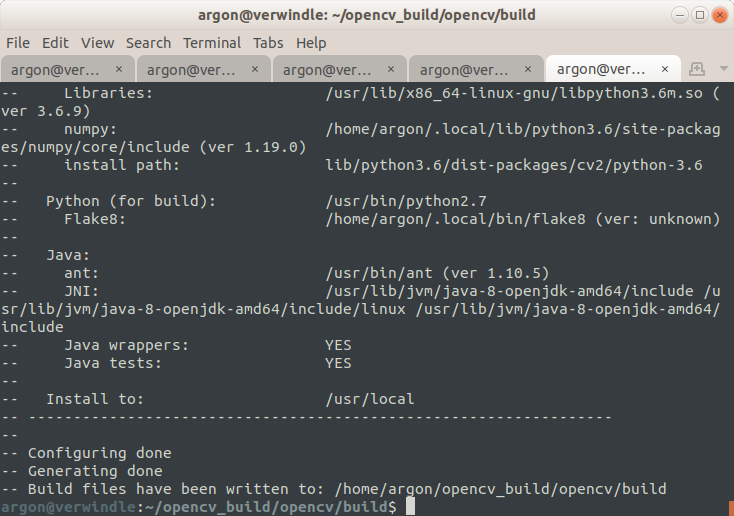 argon@verwindle: ~/opencv_build/opencv/build
File Edit View Search Terminal Tabs Help
argon@ver… × argon@ver… × argon@ver… × argon@ver… × argon@ver… ×
--     Libraries:                   /usr/lib/x86_64-linux-gnu/libpython3.6m.so (
ver 3.6.9)
--     numpy:                       /home/argon/.local/lib/python3.6/site-packag
es/numpy/core/include (ver 1.19.0)
--     install path:                lib/python3.6/dist-packages/cv2/python-3.6
--
--   Python (for build):            /usr/bin/python2.7
--     Flake8:                      /home/argon/.local/bin/flake8 (ver: unknown)
--
--   Java:
--     ant:                         /usr/bin/ant (ver 1.10.5)
--     JNI:                         /usr/lib/jvm/java-8-openjdk-amd64/include /u
sr/lib/jvm/java-8-openjdk-amd64/include/linux /usr/lib/jvm/java-8-openjdk-amd64/
include
--     Java wrappers:               YES
--     Java tests:                  YES
--
--   Install to:                    /usr/local
-- -----------------------------------------------------------------
--
-- Configuring done
-- Generating done
-- Build files have been written to: /home/argon/opencv_build/opencv/build
argon@verwindle:~/opencv_build/opencv/build$